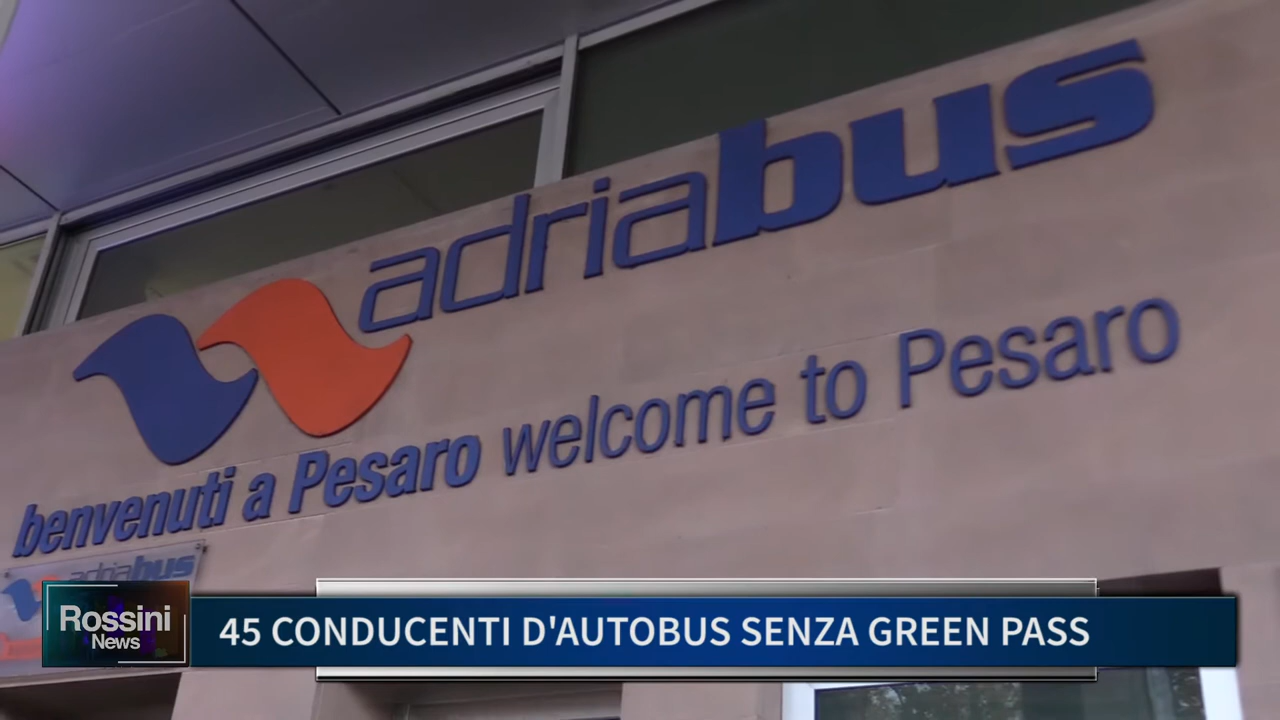 adriabus
benvenuti a Pesaro welcome to Pesaro
adriabus
Rossini
News
45 CONDUCENTI D'AUTOBUS SENZA GREEN PASS